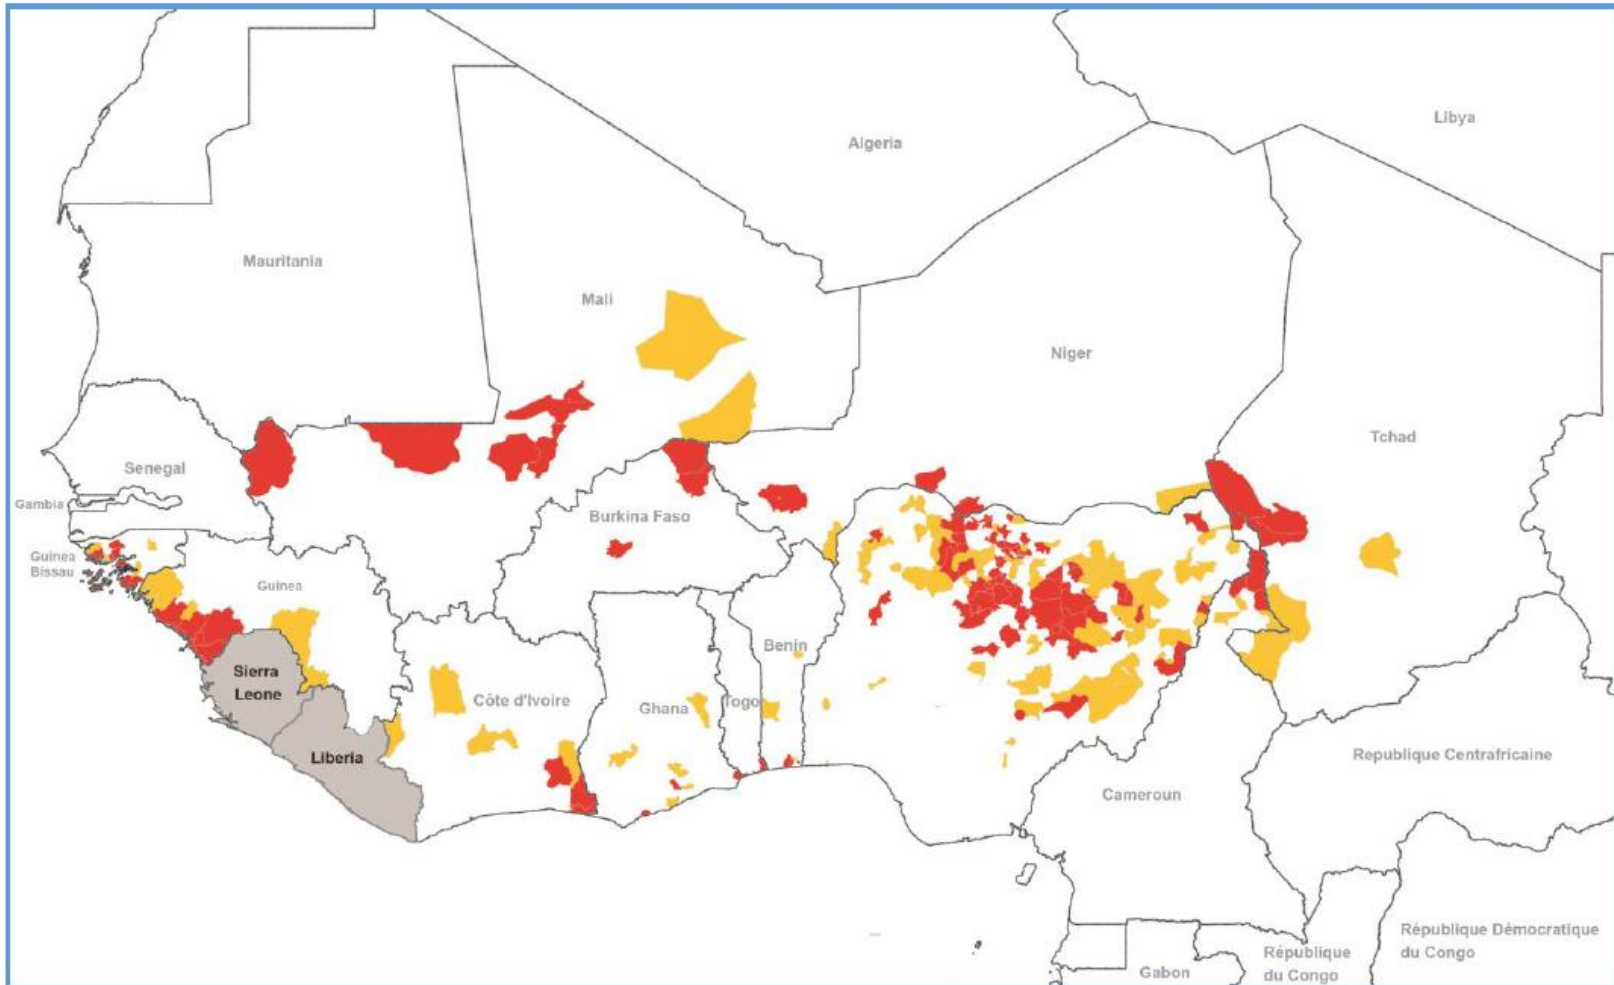 Libya
Algeria
Mauritania
Mali
Niger
Tchad
Senegal
Gambia
Burkina Faso
Guinea
Bissau
Guinea
Benin
Sierra
Leone
Côte d'Ivoire
Ghana
Togo
Liberia
Republique Centrafricaine
Cameroun
République Démocratique
du Congo
République
du Congo
Gabon